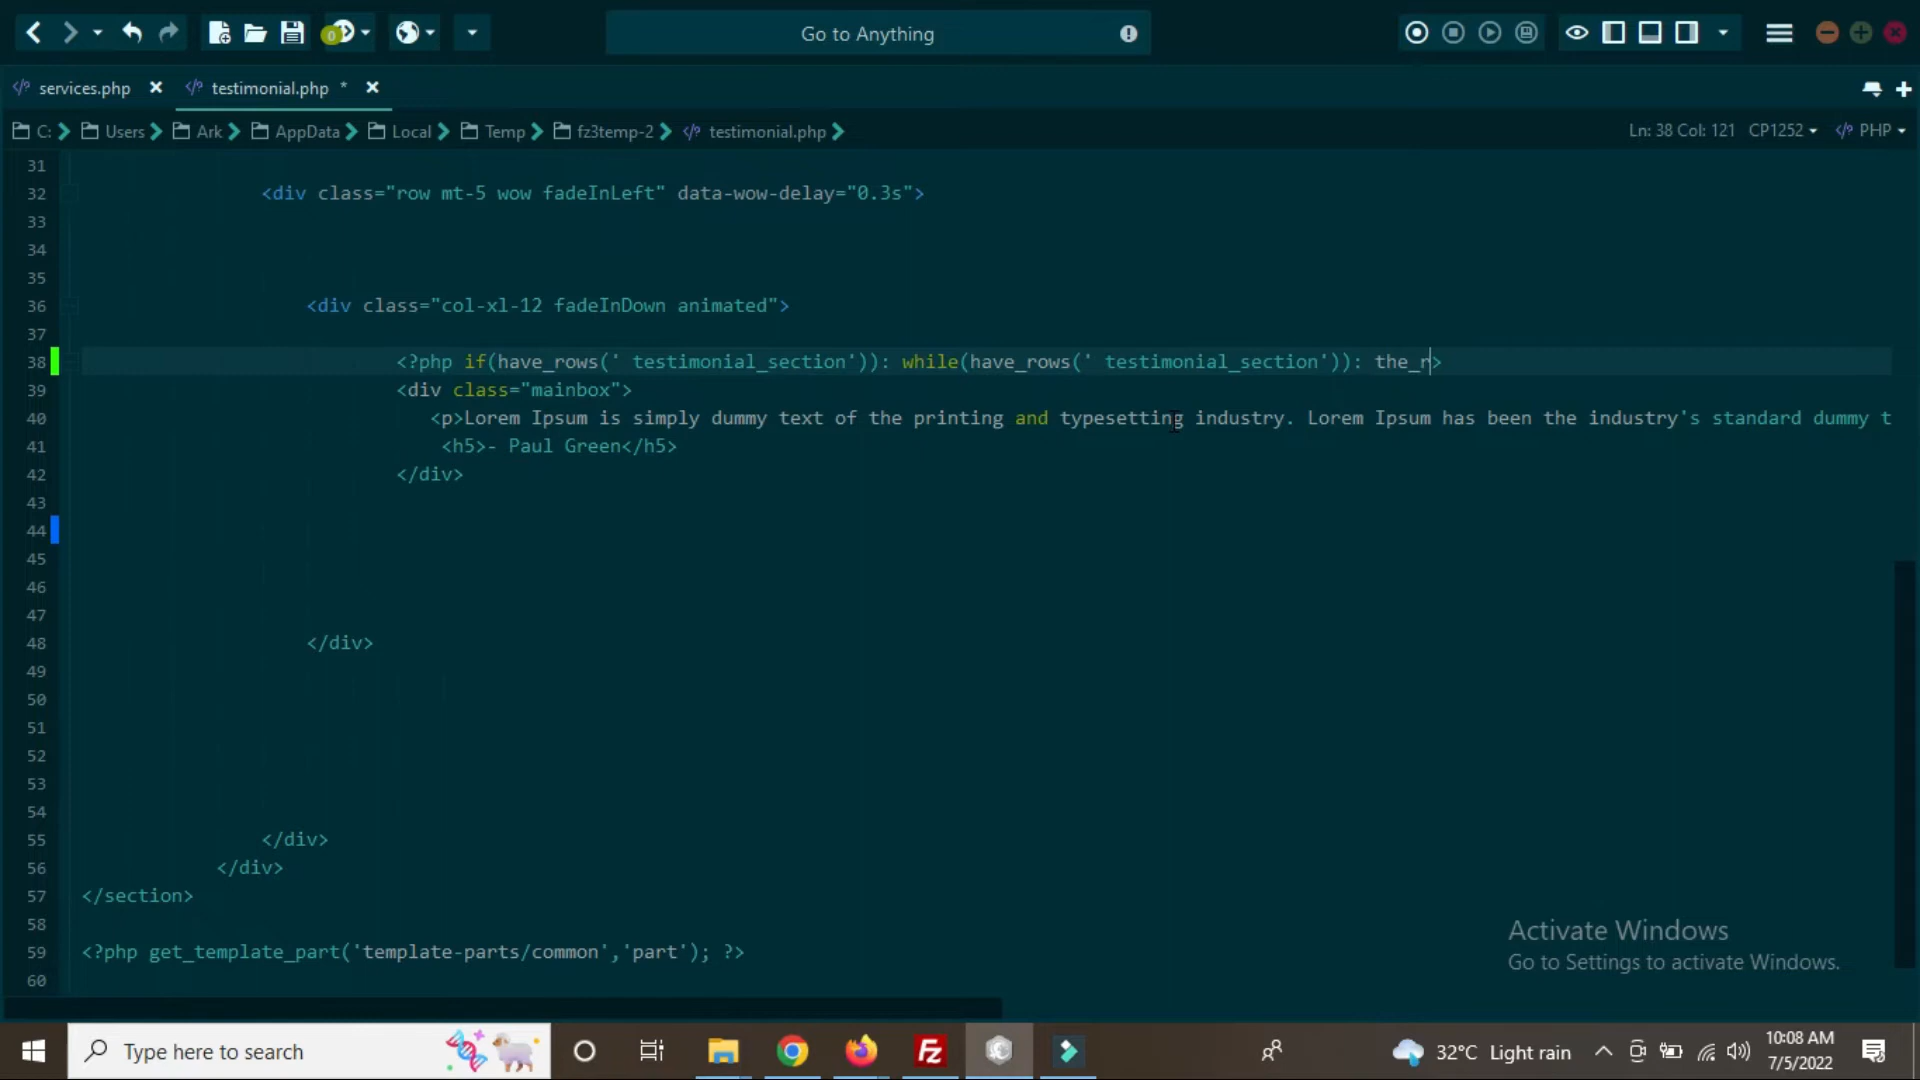 Go to Anything
services.php
testimonial.php *
C: Users Ark AppData Local Temp fz3temp-2 testimonial.php Ln: 38 Col: 121 CP1252 PHP
31
32 <div class="row mt-5 wow fadeInLeft" data-wow-delay="0.3s">
33
34
35
36 <div class="col-xl-12 fadeInDown animated">
37
38 <?php if(have_rows(' testimonial_section')): while(have_rows(' testimonial_section')): the_r>
39 <div class="mainbox">
40 <p>Lorem Ipsum is simply dummy text of the printing and typesetting industry. Lorem Ipsum has been the industry's standard dummy t
41 <h5>- Paul Green</h5>
42 </div>
43
44
45
46
47
48 </div>
49
50
51
52
53
54
55 </div>
56 </div>
57 </section>
58
59 <?php get_template_part('template-parts/common','part'); ?>
60
Activate Windows
Go to Settings to activate Windows.
Type here to search
32°C Light rain
10:08 AM
7/5/2022